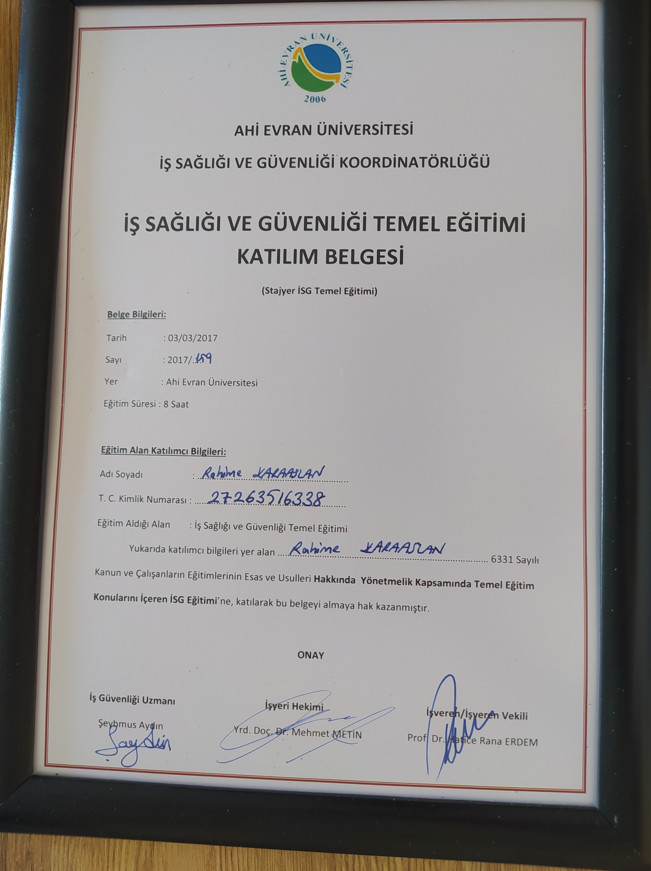 AHİ EVRAN ÜNİVERSİTESİ
2006
AHİ EVRAN ÜNİVERSİTESİ
İŞ SAĞLIĞI VE GÜVENLİĞİ KOORDİNATÖRLÜĞÜ
İŞ SAĞLIĞI VE GÜVENLİĞİ TEMEL EĞİTİMİ
KATILIM BELGESİ
(Stajyer İSG Temel Eğitimi)
Belge Bilgileri:
Tarih : 03/03/2017
Sayı : 2017/.159
Yer : Ahi Evran Üniversitesi
Eğitim Süresi : 8 Saat
Eğitim Alan Katılımcı Bilgileri:
Adı Soyadı : Rahime KARAASLAN
T. C. Kimlik Numarası : 27263516338
Eğitim Aldığı Alan : İş Sağlığı ve Güvenliği Temel Eğitimi
Yukarıda katılımcı bilgileri yer alan Rahime KARAASLAN 6331 Sayılı
Kanun ve Çalışanların Eğitimlerinin Esas ve Usulleri Hakkında Yönetmelik Kapsamında Temel Eğitim
Konularını İçeren İSG Eğitimi'ne, katılarak bu belgeyi almaya hak kazanmıştır.
ONAY
İş Güvenliği Uzmanı İşyeri Hekimi İşveren/İşveren Vekili
Şeyhmus Aydın Yrd. Doç. Dr. Mehmet METİN Prof. Dr. Hatice Rana ERDEM